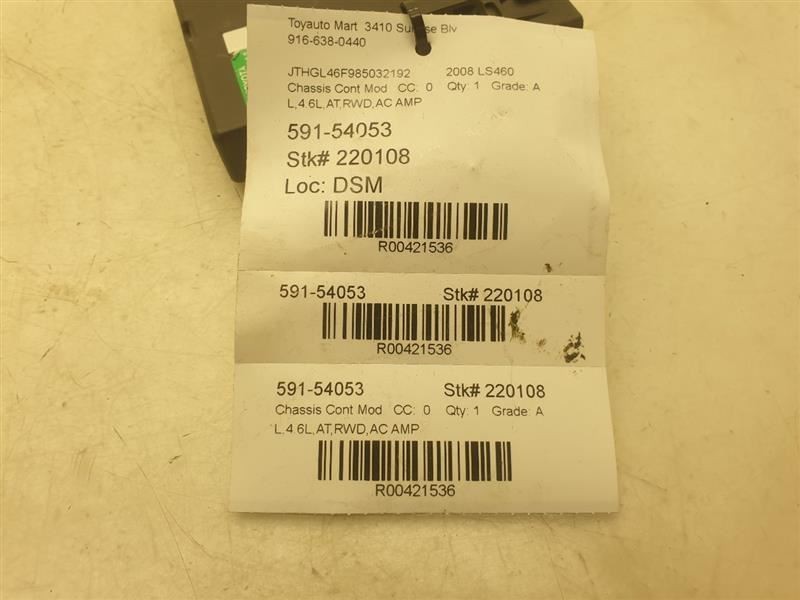 Toyauto Mart 3410 Blv
916-638-0440
JTHGL46F985032192 2008 LS460
Chassis Cont Mod CC: 0 Qty: 1 Grade: A
L,4.6L,AT,RWD,AC AMP
591-54053
Stk# 220108
Loc: DSM
R00421536
591-54053 Stk# 220108
R00421536
591-54053 Stk# 220108
Chassis Cont Mod CC: 0 Qty: 1 Grade: A
L,4.6L,AT,RWD,AC AMP
R00421536